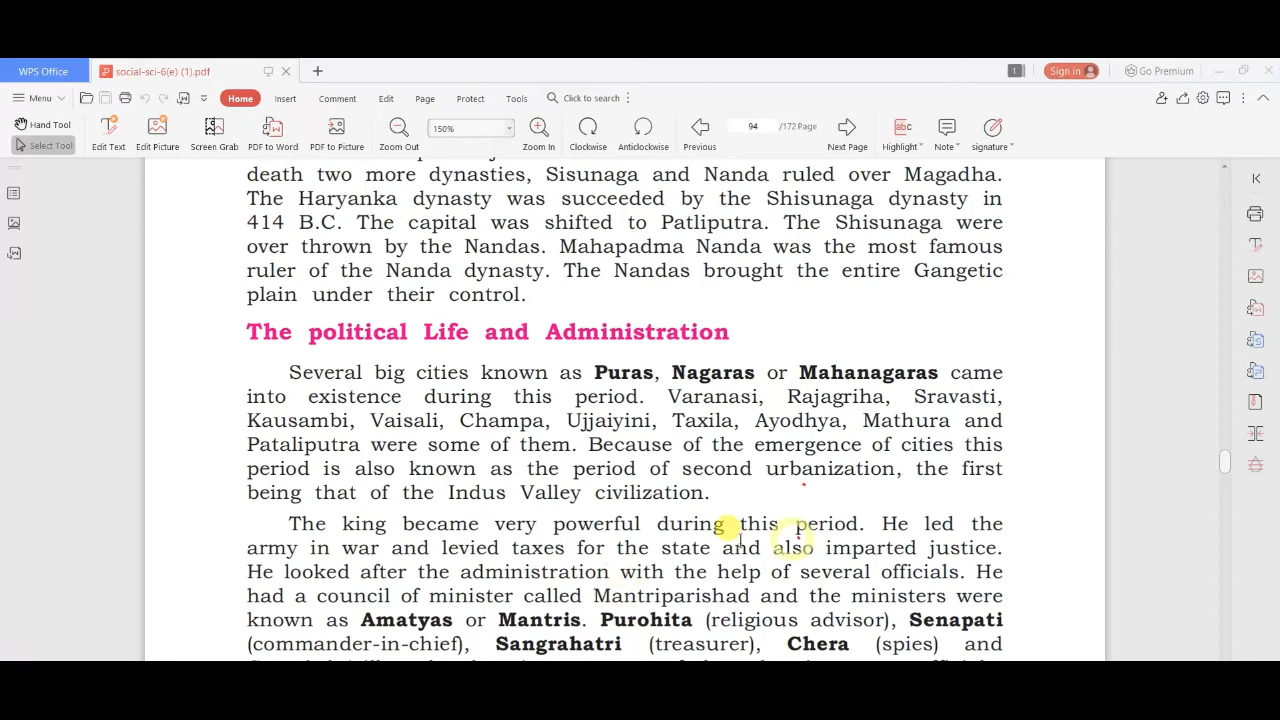 WPS Office
social-sci-6(e) (1).pdf
1
Sign in
Go Premium
Menu
Home
Insert
Comment
Edit
Page
Protect
Tools
Click to search
Hand Tool
Select Tool
Edit Text
Edit Picture
Screen Grab
PDF to Word
PDF to Picture
Zoom Out
150%
Zoom In
Clockwise
Anticlockwise
Previous
94
/172Page
Next Page
Highlight
Note
signature
death two more dynasties, Sisunaga and Nanda ruled over Magadha.
The Haryanka dynasty was succeeded by the Shisunaga dynasty in
414 B.C. The capital was shifted to Patliputra. The Shisunaga were
over thrown by the Nandas. Mahapadma Nanda was the most famous
ruler of the Nanda dynasty. The Nandas brought the entire Gangetic
plain under their control.
The political Life and Administration
Several big cities known as Puras, Nagaras or Mahanagaras came
into existence during this period. Varanasi, Rajagriha, Sravasti,
Kausambi, Vaisali, Champa, Ujjaiyini, Taxila, Ayodhya, Mathura and
Pataliputra were some of them. Because of the emergence of cities this
period is also known as the period of second urbanization, the first
being that of the Indus Valley civilization.
The king became very powerful during this period. He led the
army in war and levied taxes for the state and also imparted justice.
He looked after the administration with the help of several officials. He
had a council of minister called Mantriparishad and the ministers were
known as Amatyas or Mantris. Purohita (religious advisor), Senapati
(commander-in-chief), Sangrahatri (treasurer), Chera (spies) and